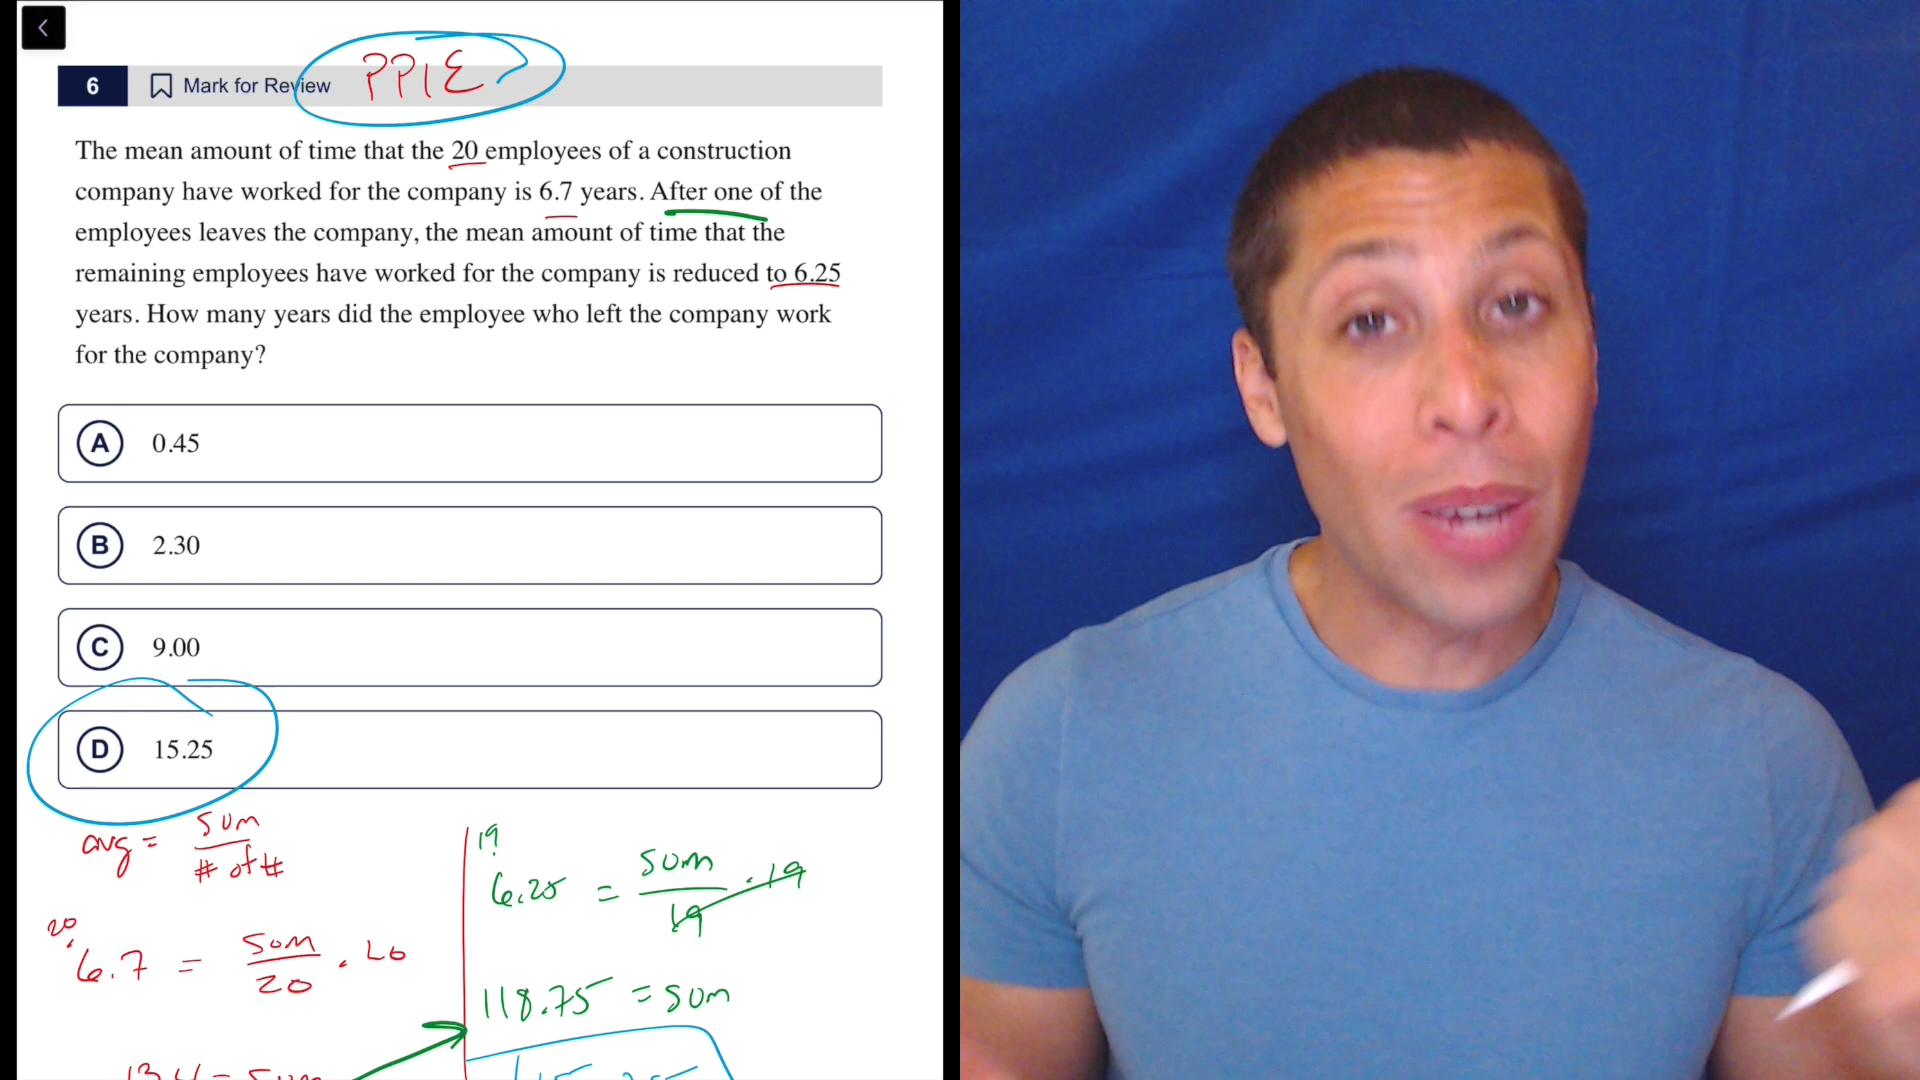 PPIE
6 Mark for Review
The mean amount of time that the 20 employees of a construction
company have worked for the company is 6.7 years. After one of the
employees leaves the company, the mean amount of time that the
remaining employees have worked for the company is reduced to 6.25
years. How many years did the employee who left the company work
for the company?
A 0.45
B 2.30
C 9.00
D 15.25
avg = sum
# of #
20 · 6.7 = sum
20 · 20
134 = sum
19 · 6.25 = sum
19 · 19
118.75 = sum
15.25